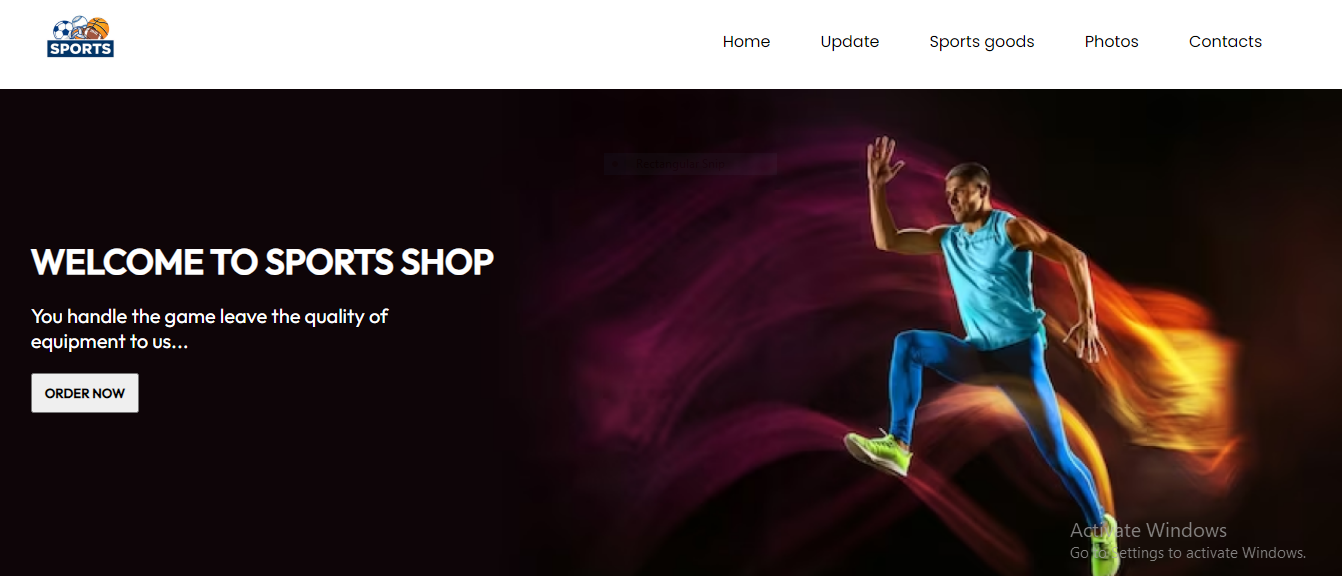 SPORTS
Home
Update
Sports goods
Photos
Contacts
WELCOME TO SPORTS SHOP
You handle the game leave the quality of
equipment to us...
ORDER NOW
Activate Windows
Go to Settings to activate Windows.